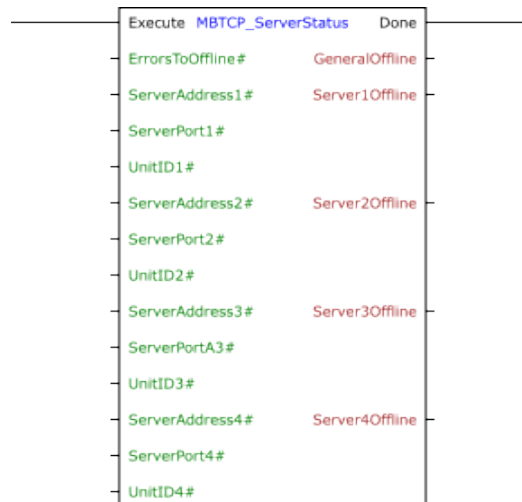 Execute MBTCP_ServerStatus Done
ErrorsToOffline# GeneralOffline
ServerAddress1# Server1Offline
ServerPort1#
UnitID1#
ServerAddress2# Server2Offline
ServerPort2#
UnitID2#
ServerAddress3# Server3Offline
ServerPortA3#
UnitID3#
ServerAddress4# Server4Offline
ServerPort4#
UnitID4#